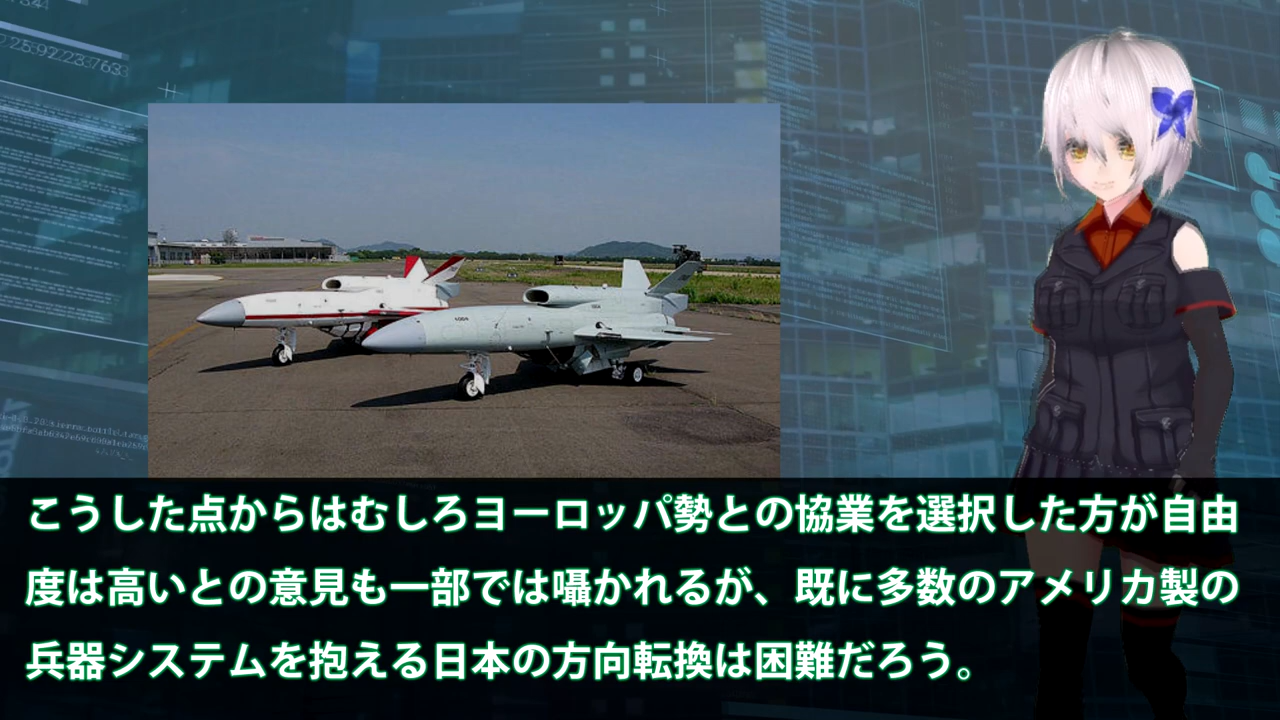 こうした点からはむしろヨーロッパ勢との協業を選択した方が自由
度は高いとの意見も一部では囁かれるが、既に多数のアメリカ製の
兵器システムを抱える日本の方向転換は困難だろう。